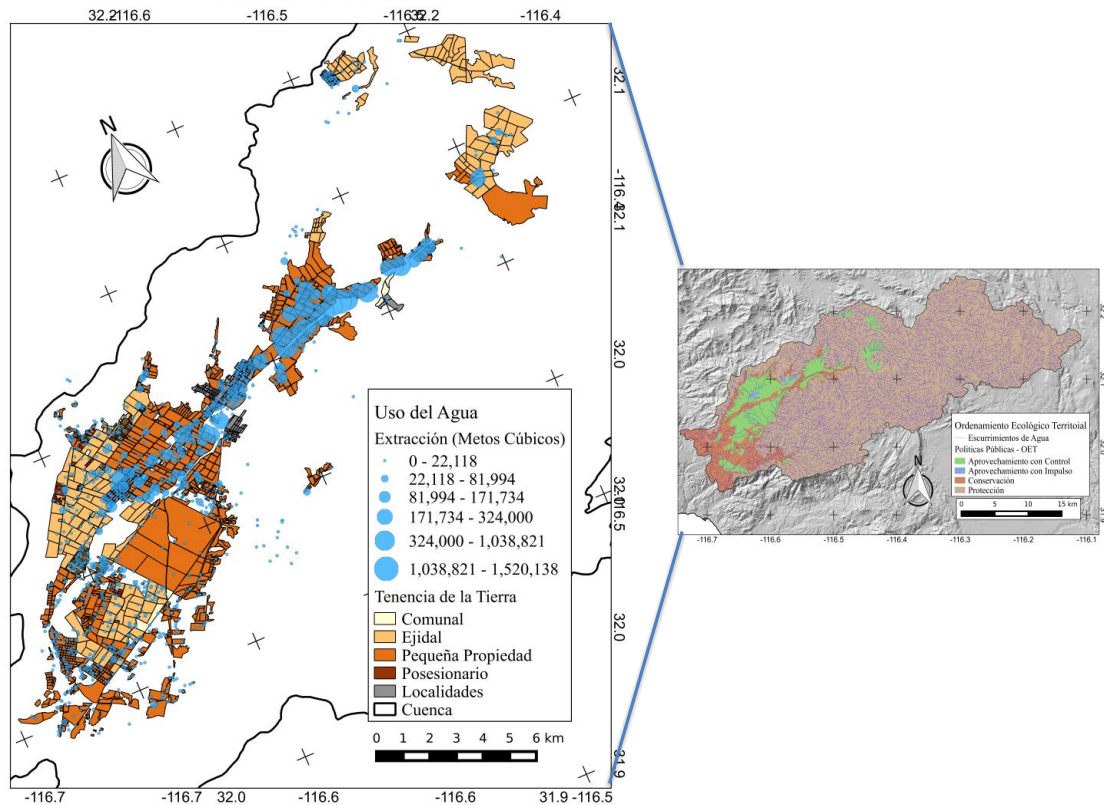 32.2 -116.6
-116.5
32.2
-116.4
32.1
N
32.1
32.0
Uso del Agua
Extracción (Metos Cúbicos)
0 - 22,118
22,118 - 81,994
81,994 - 171,734
171,734 - 324,000
324,000 - 1,038,821
1,038,821 - 1,520,138
Tenencia de la Tierra
Comunal
Ejidal
Pequeña Propiedad
Posesionario
Localidades
Cuenca
0 1 2 3 4 5 6 km
32.0
31.9
-116.7
-116.7
32.0
-116.6
-116.6
31.9
-116.5
Ordenamiento Ecológico Territoial
Escurrimientos de Agua
Politicas Públicas - OET
Aprovechamiento con Control
Aprovechamiento con Impulso
Conservación
Protección
N
0 5 10 15 km
-116.7
-116.6
-116.5
-116.4
-116.3
-116.2
-116.1